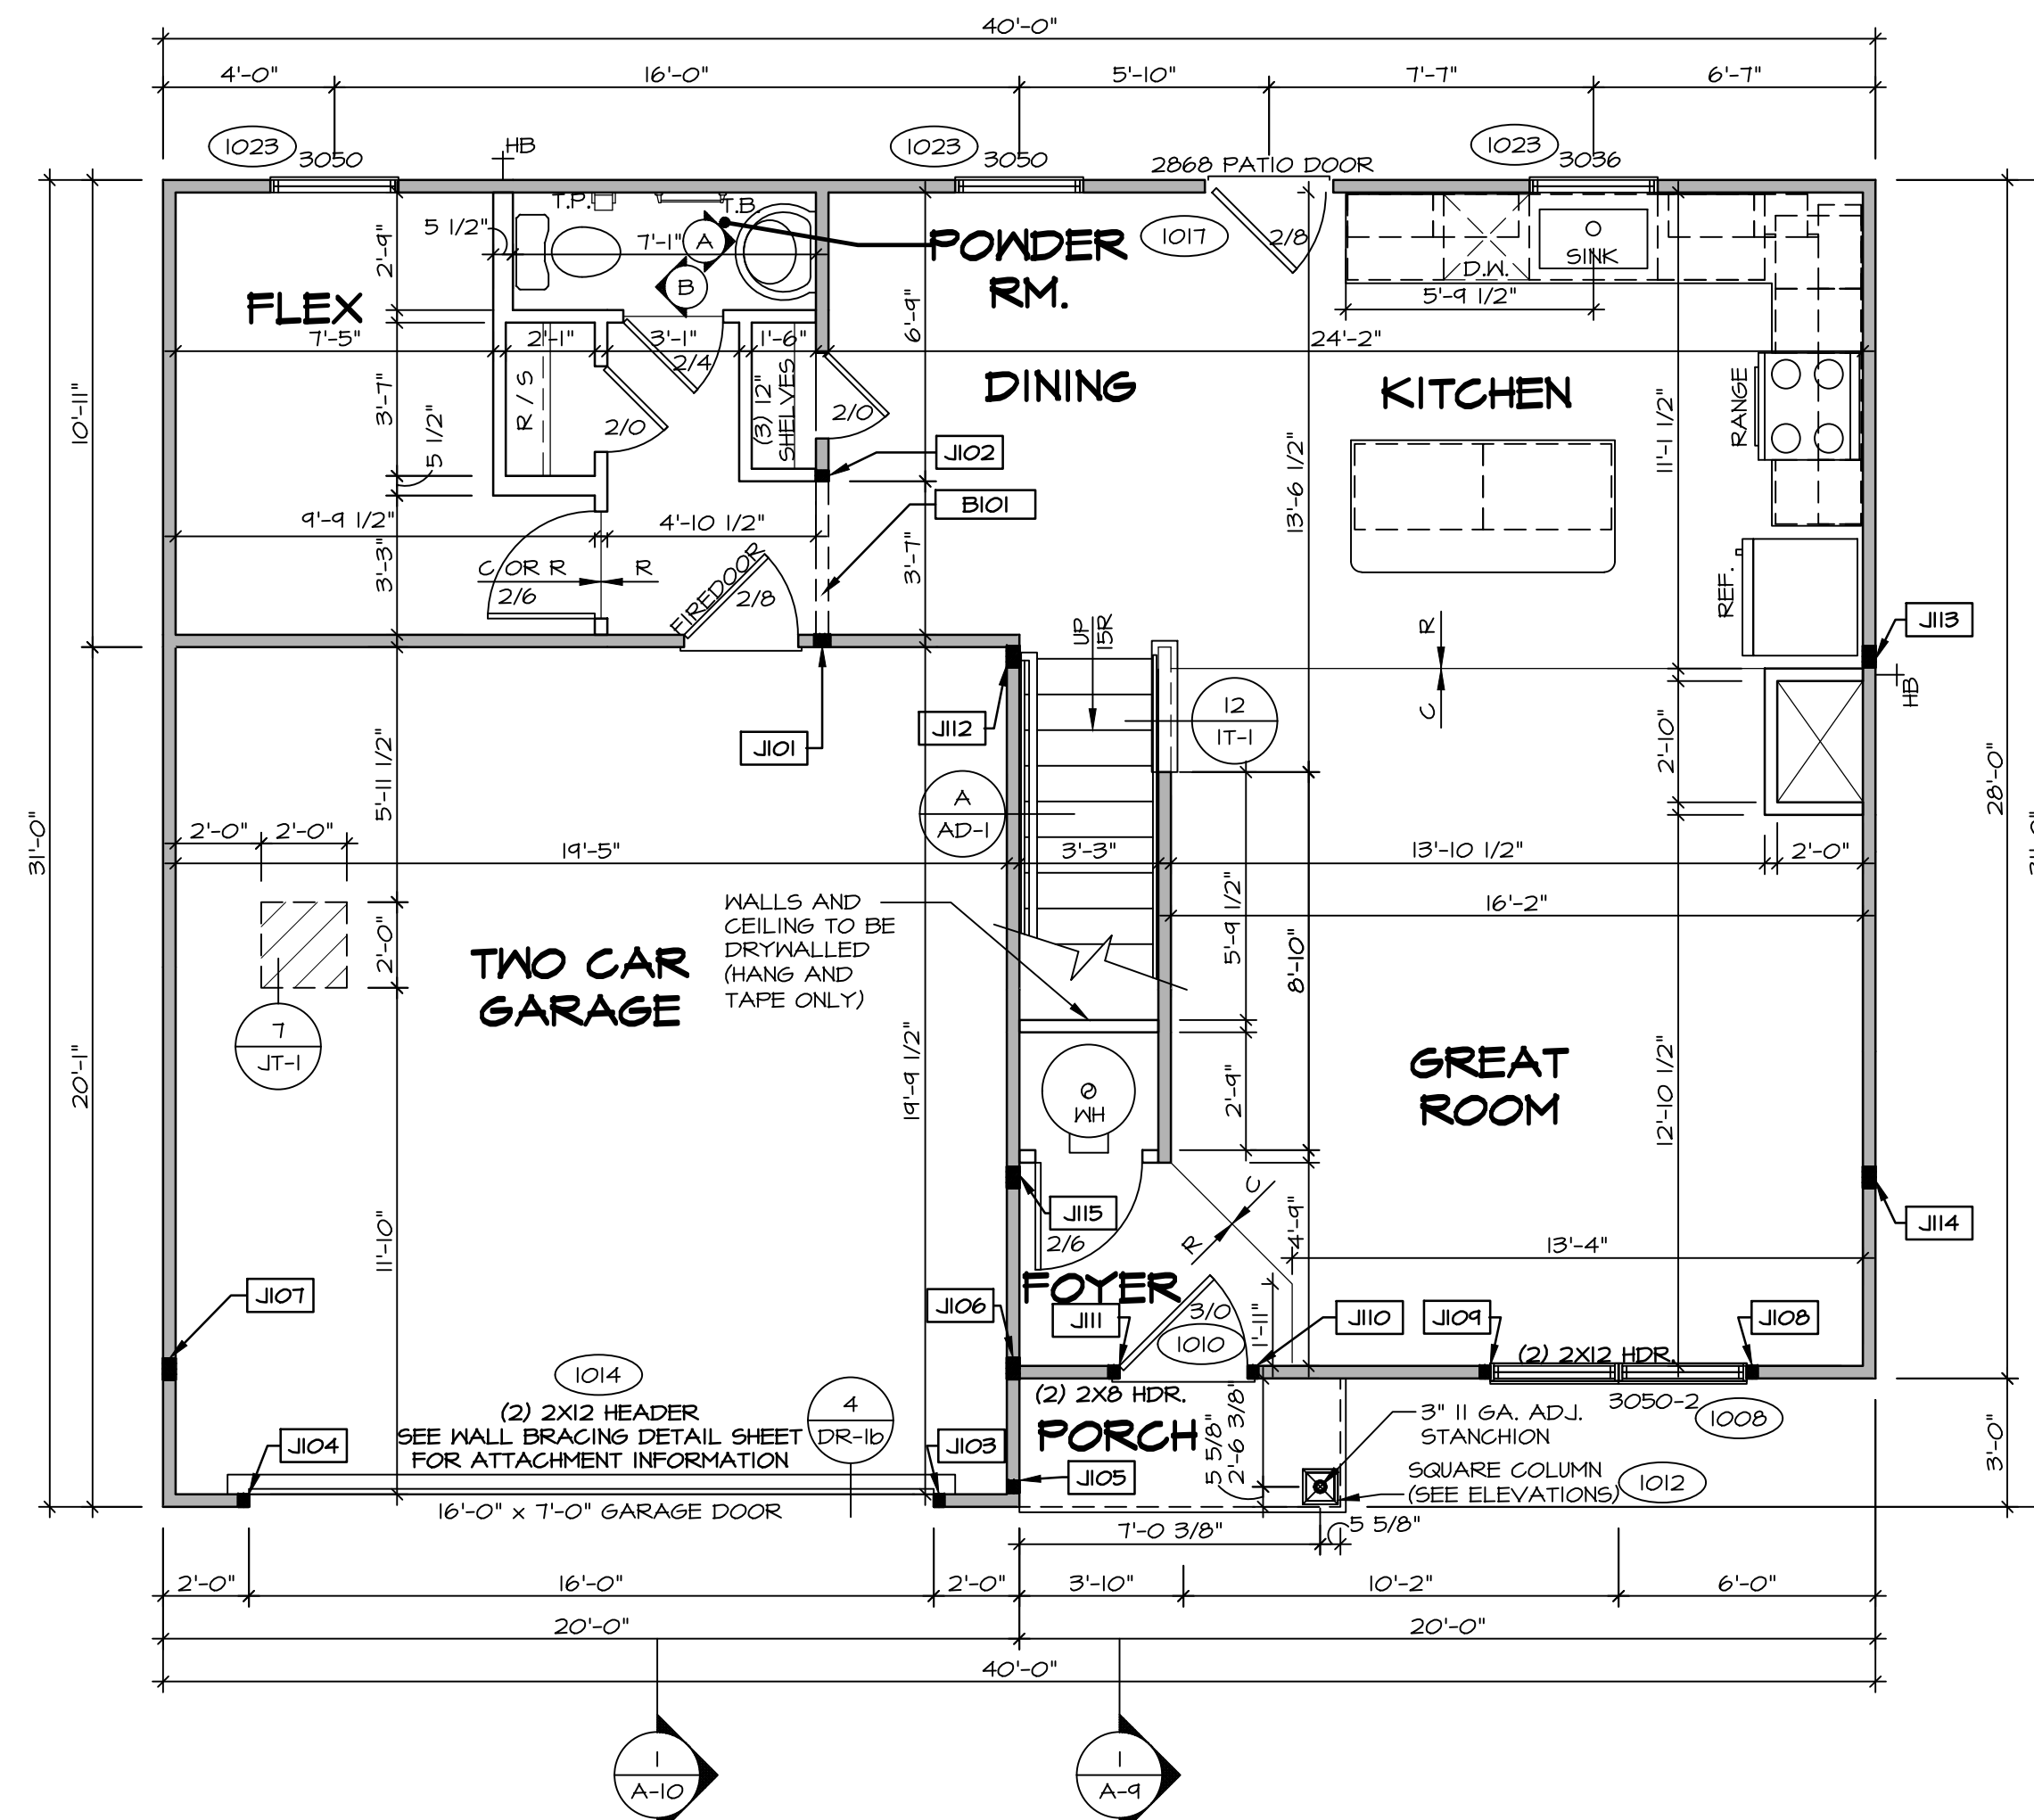 40'-0"
4'-0"
16'-0"
5'-10"
7'-7"
6'-7"
1023
3050
HB
1023
3050
2868 PATIO DOOR
1023
3036
T.P.
T.B.
5 1/2"
7'-1"
A
B
POWDER
RM.
1017
2/8
D.W.
SINK
5'-9 1/2"
2'-9"
FLEX
7'-5"
2'-1"
3'-1"
1'-6"
24'-2"
6'-9"
2/4
R / S
2/0
(3) 12"
SHELVES
2/0
DINING
KITCHEN
RANGE
3'-7"
5 1/2"
10'-11"
J102
B101
13'-6 1/2"
11'-1 1/2"
9'-9 1/2"
4'-10 1/2"
3'-3"
3'-7"
C OR R
R
2/6
FIREDOOR
2/8
REF.
J113
HB
UP
15R
R
C
J101
J112
12
1T-1
A
AD-1
5'-11 1/2"
2'-10"
28'-0"
31'-0"
2'-0"
2'-0"
19'-5"
3'-3"
13'-10 1/2"
2'-0"
16'-2"
2'-0"
WALLS AND
CEILING TO BE
DRYWALLED
(HANG AND
TAPE ONLY)
5'-9 1/2"
8'-10"
TWO CAR
GARAGE
7
JT-1
20'-1"
19'-9 1/2"
WH
2'-9"
GREAT
ROOM
12'-10 1/2"
11'-10"
J115
2/6
C
R
4'-9"
13'-4"
J114
J107
J106
FOYER
J111
3/0
1010
1'-11"
J110
J109
J108
(2) 2X12 HDR.
1014
(2) 2X12 HEADER
SEE WALL BRACING DETAIL SHEET
FOR ATTACHMENT INFORMATION
4
DR-1b
(2) 2X8 HDR.
PORCH
3050-2
1008
3" 11 GA. ADJ.
STANCHION
SQUARE COLUMN
(SEE ELEVATIONS)
1012
J104
J103
J105
5 5/8"
2'-6 3/8"
3'-0"
16'-0" x 7'-0" GARAGE DOOR
7'-0 3/8"
5 5/8"
2'-0"
16'-0"
2'-0"
3'-10"
10'-2"
6'-0"
20'-0"
20'-0"
40'-0"
1
A-10
1
A-9